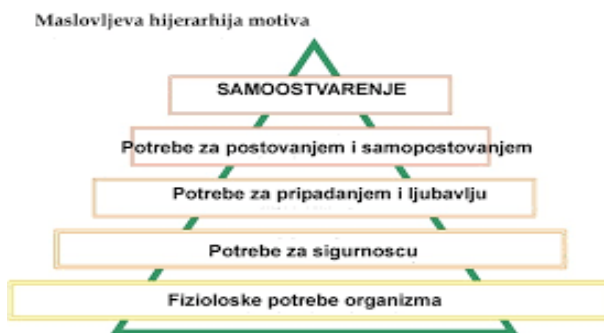 Maslovljeva hijerarhija motiva
SAMOOSTVARENJE
Potrebe za postovanjem i samopostovanjem
Potrebe za pripadanjem i ljubavlju
Potrebe za sigurnoscu
Fizioloske potrebe organizma